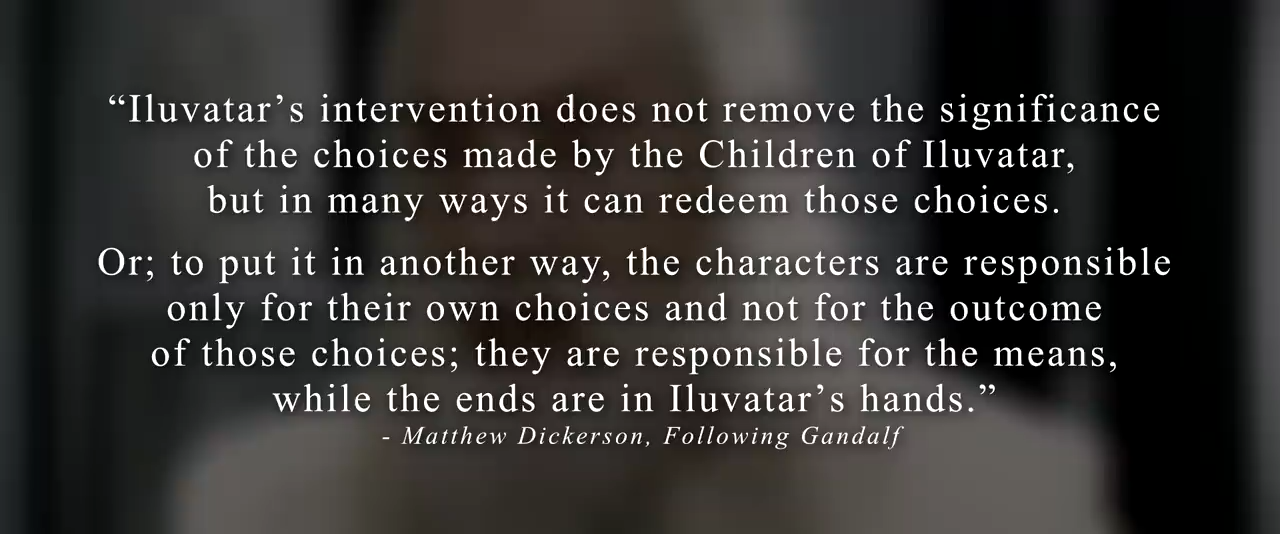 “Iluvatar’s intervention does not remove the significance
of the choices made by the Children of Iluvatar,
but in many ways it can redeem those choices.
Or; to put it in another way, the characters are responsible
only for their own choices and not for the outcome
of those choices; they are responsible for the means,
while the ends are in Iluvatar’s hands.”
- Matthew Dickerson, Following Gandalf